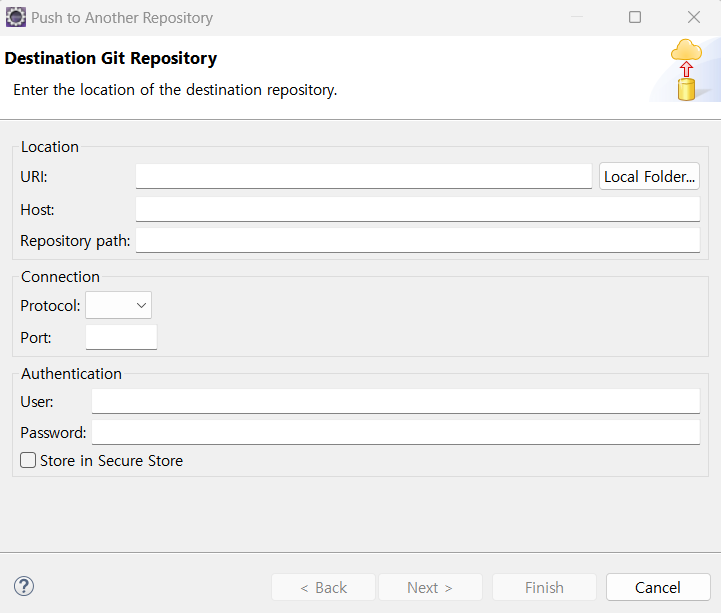 Push to Another Repository
Destination Git Repository
Enter the location of the destination repository.
Location
URI:
Local Folder...
Host:
Repository path:
Connection
Protocol:
Port:
Authentication
User:
Password:
Store in Secure Store
?
< Back
Next >
Finish
Cancel